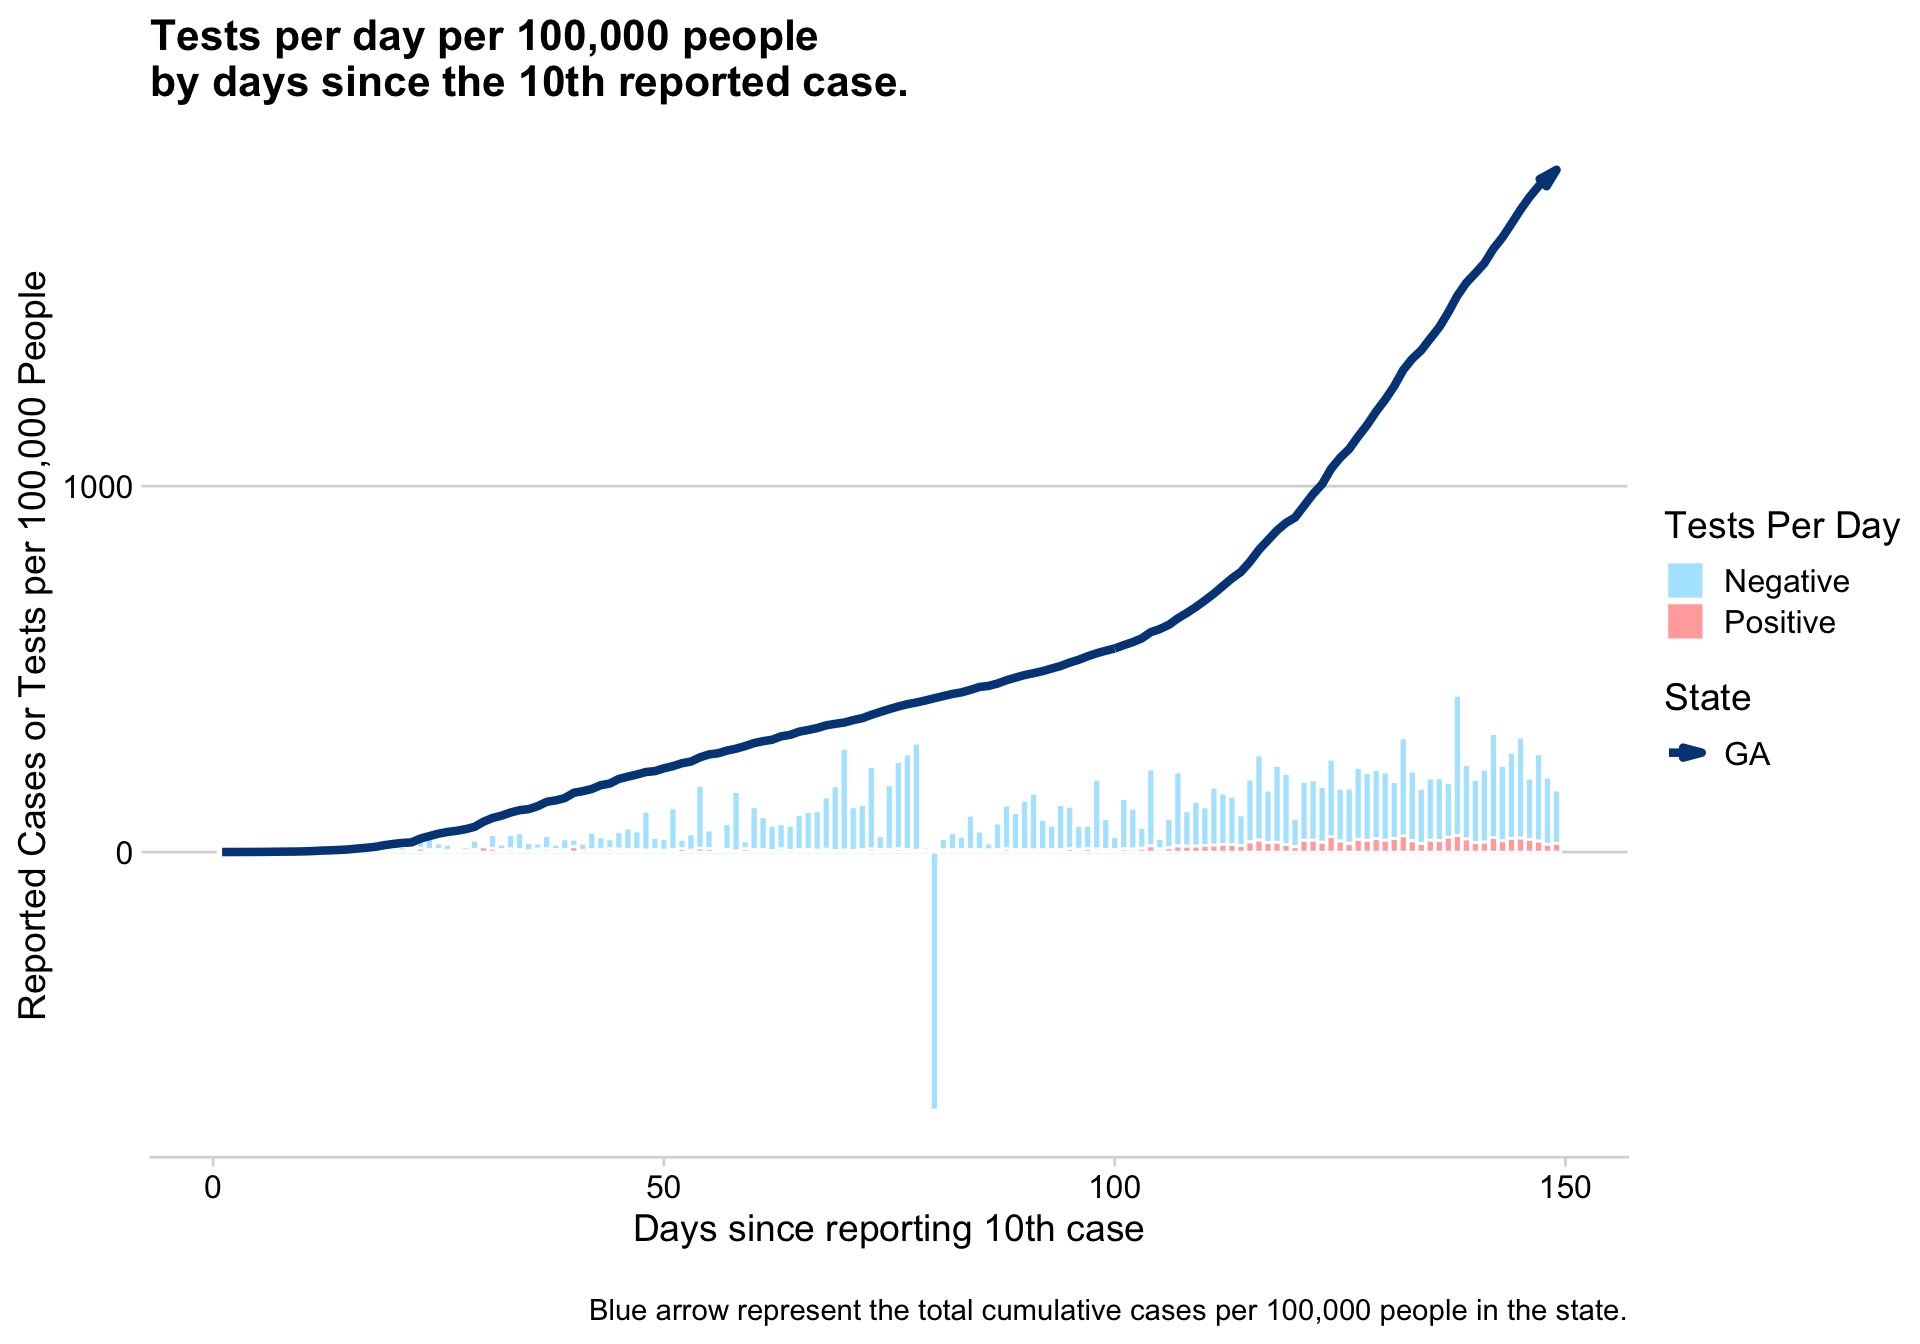 Tests per day per 100,000 people
by days since the 10th reported case.
Reported Cases or Tests per 100,000 People
1000
0
0
50
100
150
Days since reporting 10th case
Tests Per Day
Negative
Positive
State
GA
Blue arrow represent the total cumulative cases per 100,000 people in the state.